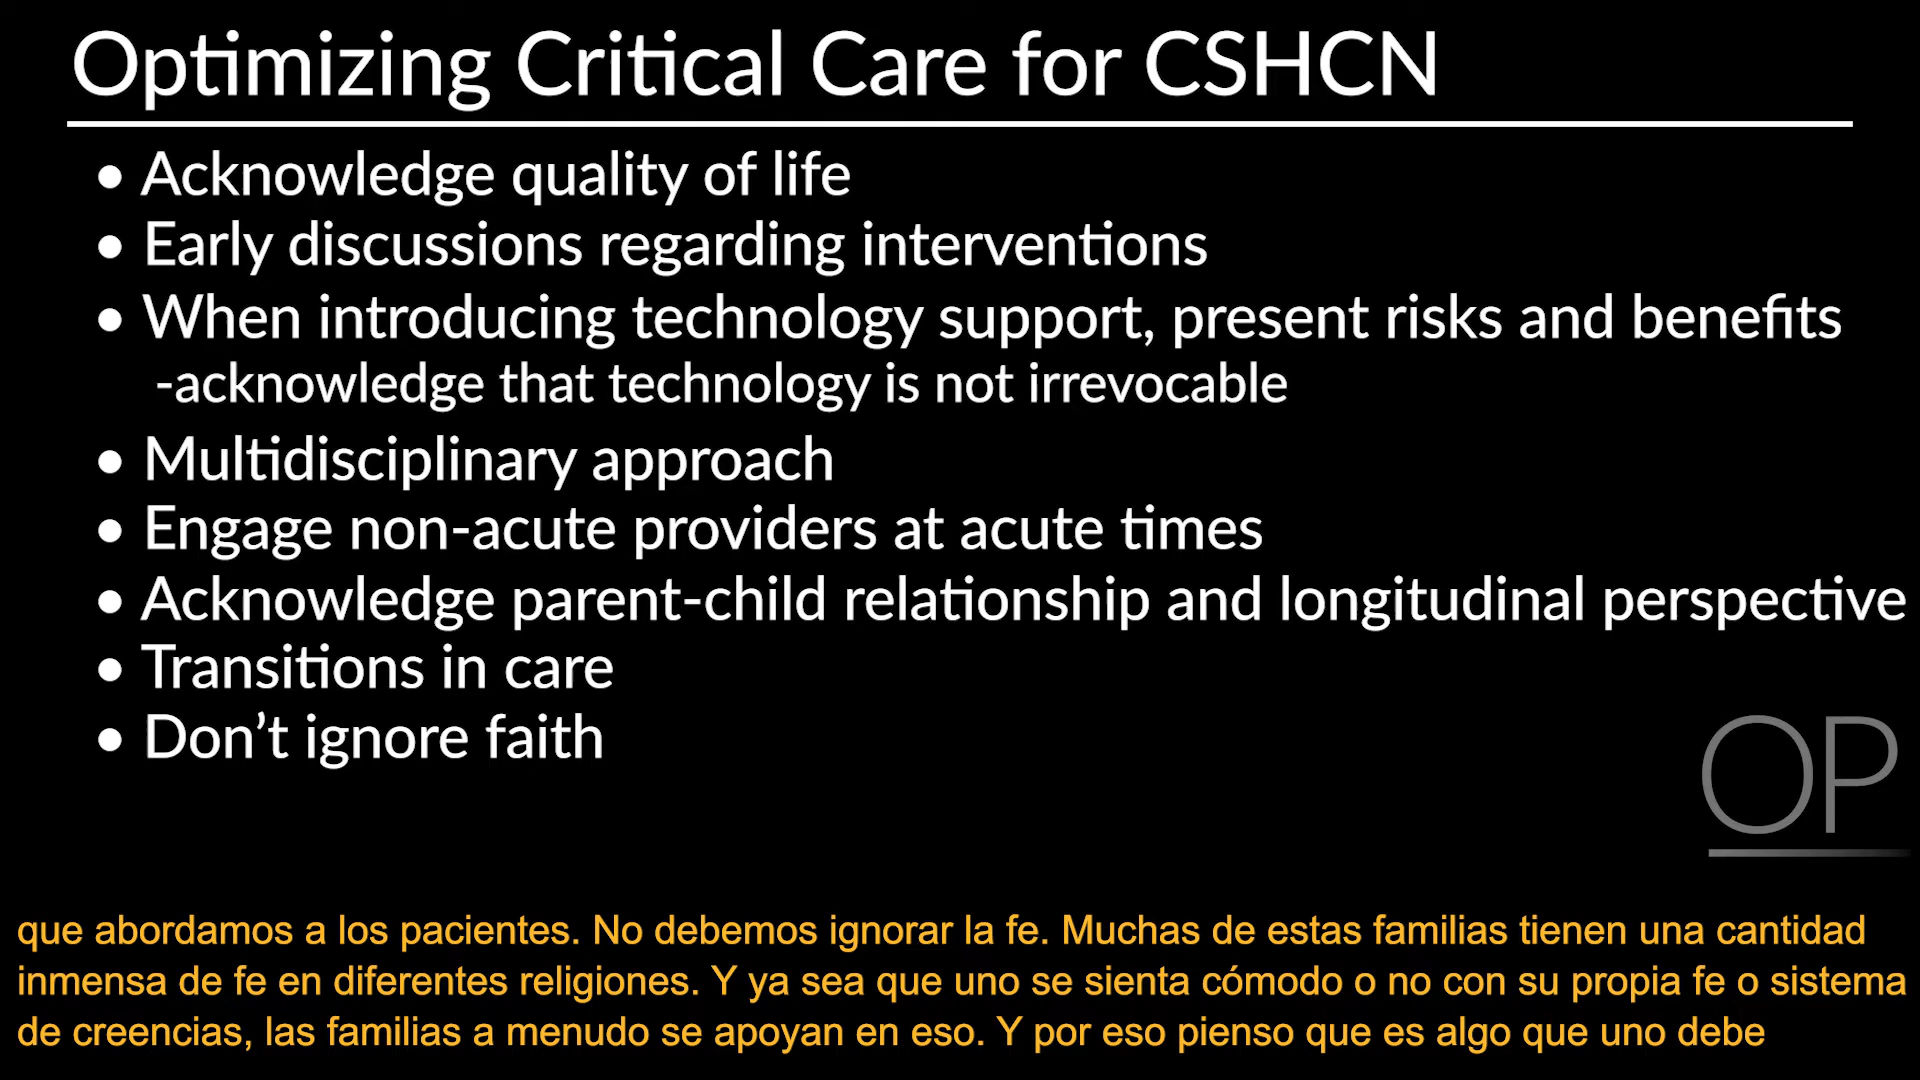 Optimizing Critical Care for CSHCN
• Acknowledge quality of life
• Early discussions regarding interventions
• When introducing technology support, present risks and benefits
-acknowledge that technology is not irrevocable
• Multidisciplinary approach
• Engage non-acute providers at acute times
• Acknowledge parent-child relationship and longitudinal perspective
• Transitions in care
• Don’t ignore faith
OP
que abordamos a los pacientes. No debemos ignorar la fe. Muchas de estas familias tienen una cantidad
inmensa de fe en diferentes religiones. Y ya sea que uno se sienta cómodo o no con su propia fe o sistema
de creencias, las familias a menudo se apoyan en eso. Y por eso pienso que es algo que uno debe